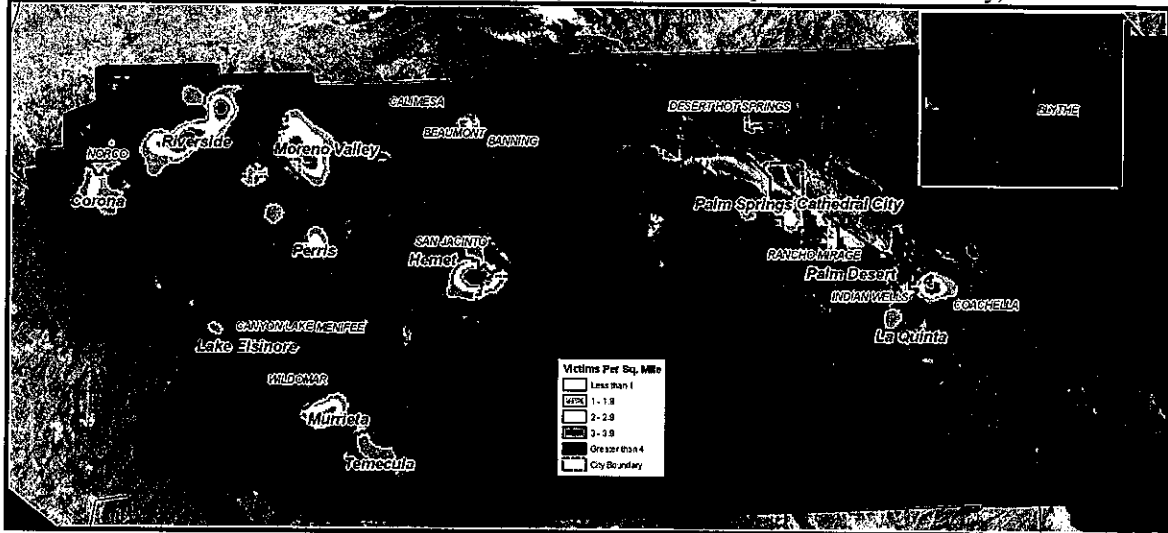 CALIMESA
DESERT HOT SPRINGS
BLYTHE
BEAUMONT
BANNING
Riverside
Moreno Valley
NORCO
Corona
Palm Springs Cathedral City
Perris
SAN JACINTO
Hemet
RANCHO MIRAGE
Palm Desert
INDIAN WELLS
COACHELLA
CANYON LAKE MENIFEE
Lake Elsinore
La Quinta
WILDOMAR
Murrieta
Temecula
Victims Per Sq. Mile
Less than 1
1 - 1.9
2 - 2.9
3 - 3.9
Greater than 4
City Boundary